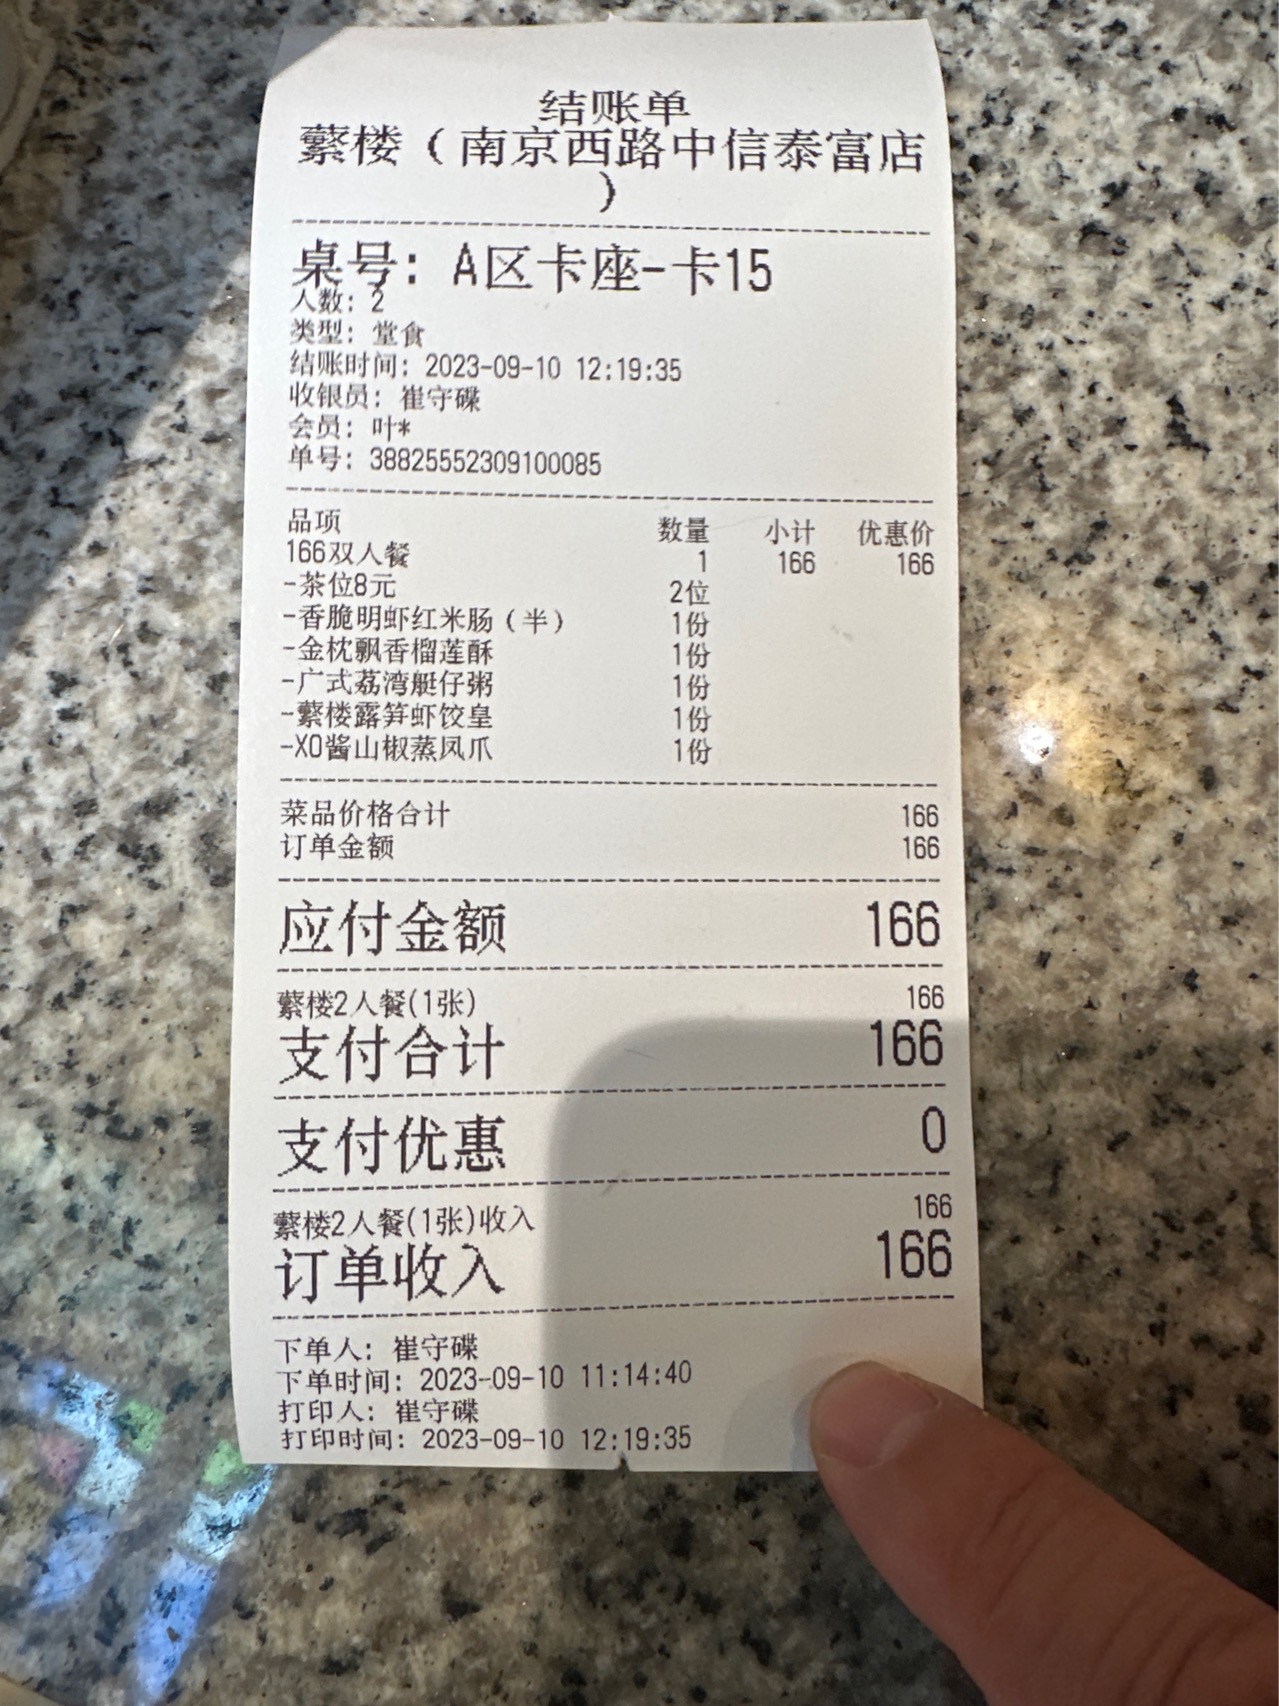 结账单
蘩楼（南京西路中信泰富店
）
桌号：A区卡座-卡15
人数：2
类型：堂食
结账时间：2023-09-10 12:19:35
收银员：崔守碟
会员：叶*
单号：38825552309100085
品项 数量 小计 优惠价
166双人餐 1 166 166
-茶位8元 2位
-香脆明虾红米肠（半） 1份
-金枕飘香榴莲酥 1份
-广式荔湾艇仔粥 1份
-蘩楼露笋虾饺皇 1份
-XO酱山椒蒸凤爪 1份
菜品价格合计 166
订单金额 166
应付金额 166
蘩楼2人餐(1张) 166
支付合计 166
支付优惠 0
蘩楼2人餐(1张)收入 166
订单收入 166
下单人：崔守碟
下单时间：2023-09-10 11:14:40
打印人：崔守碟
打印时间：2023-09-10 12:19:35